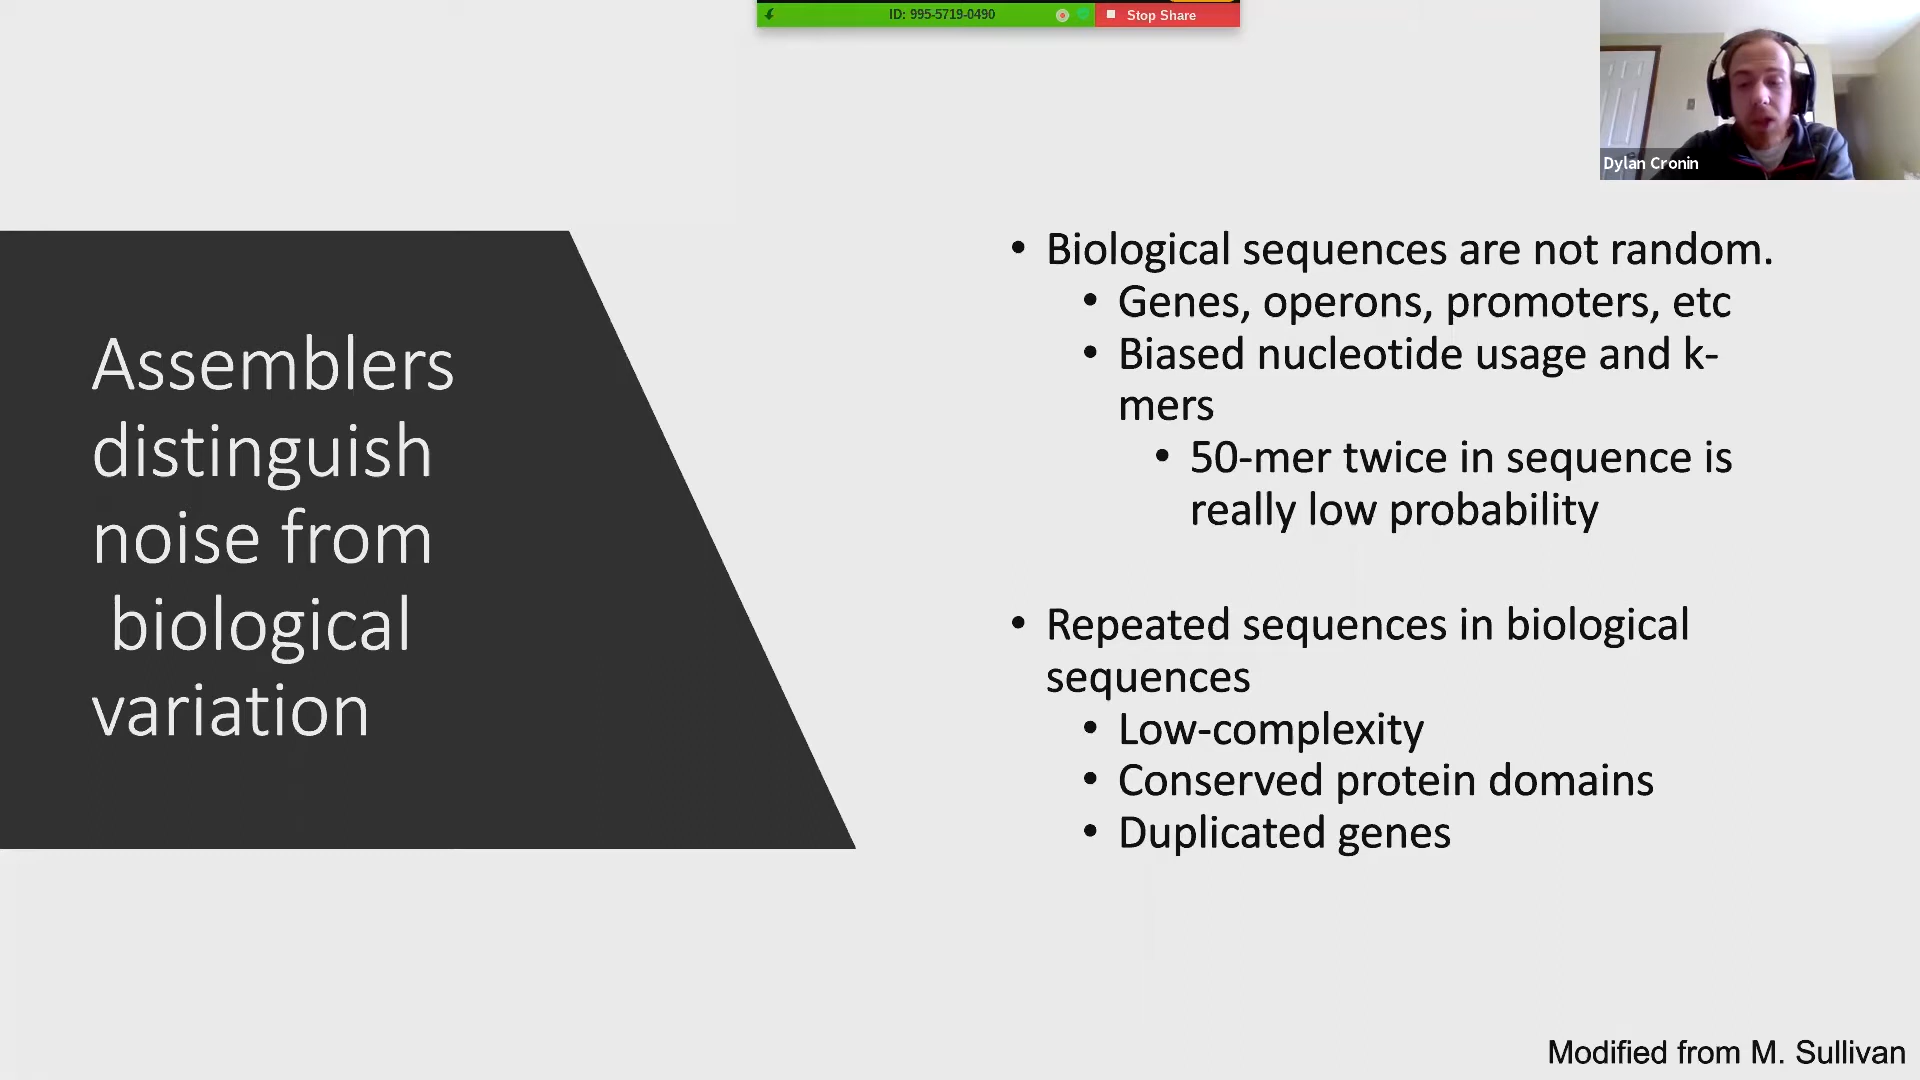 ID: 995-5719-0490
Stop Share
Dylan Cronin
Assemblers
distinguish
noise from
biological
variation
• Biological sequences are not random.
• Genes, operons, promoters, etc
• Biased nucleotide usage and k-
mers
• 50-mer twice in sequence is
really low probability
• Repeated sequences in biological
sequences
• Low-complexity
• Conserved protein domains
• Duplicated genes
Modified from M. Sullivan